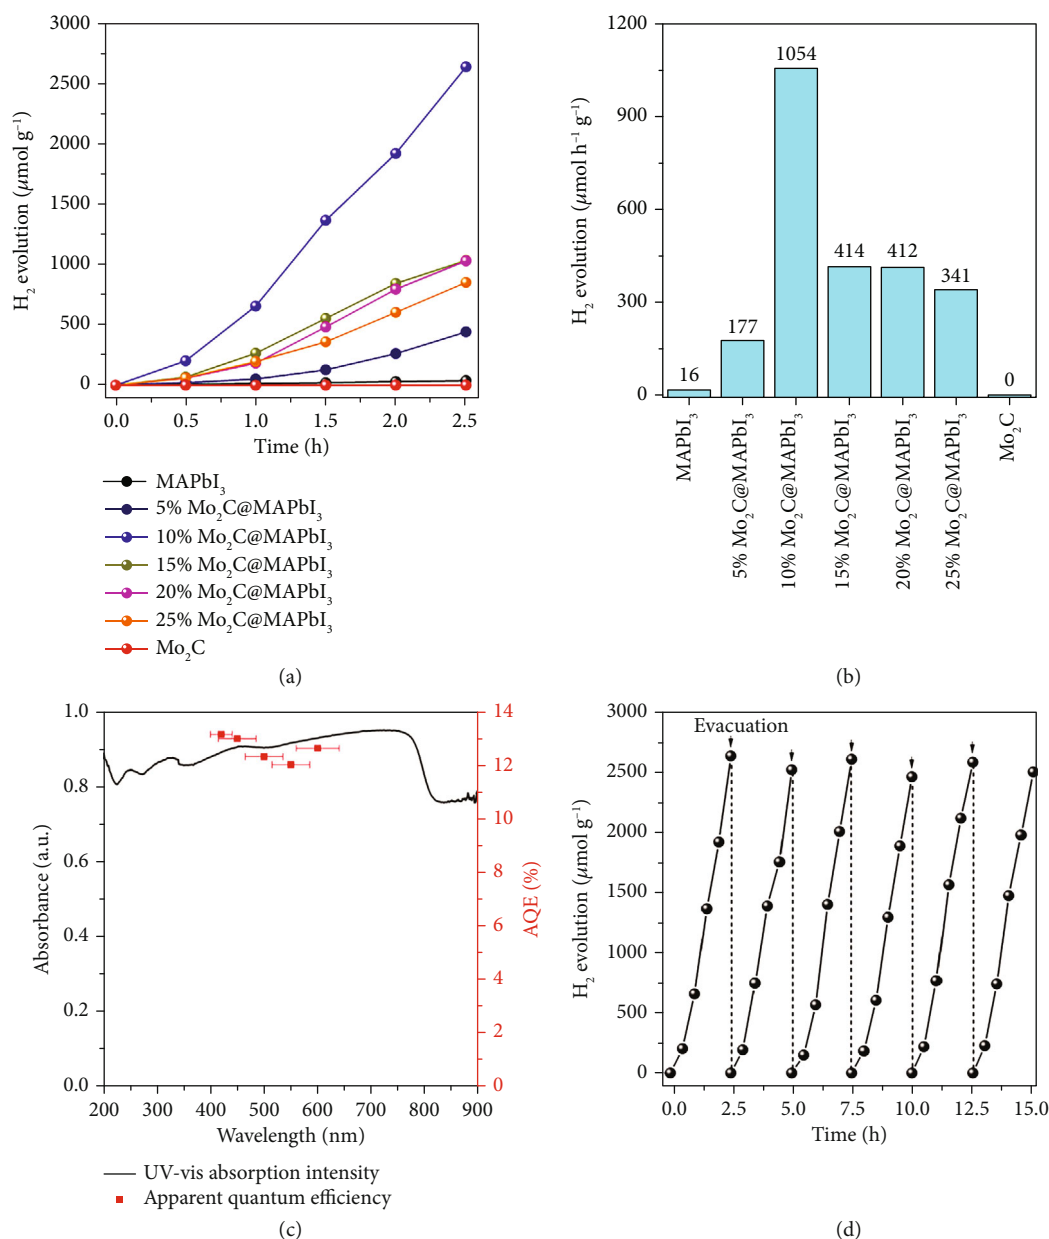 3000
2500
2000
1500
1000
500
0
H₂ evolution (μmol g⁻¹)
0.0 0.5 1.0 1.5 2.0 2.5
Time (h)
MAPbI₃
5% Mo₂C@MAPbI₃
10% Mo₂C@MAPbI₃
15% Mo₂C@MAPbI₃
20% Mo₂C@MAPbI₃
25% Mo₂C@MAPbI₃
Mo₂C
(a)
1200
900
600
300
0
H₂ evolution (μmol h⁻¹ g⁻¹)
16
177
1054
414
412
341
0
MAPbI₃
5% Mo₂C@MAPbI₃
10% Mo₂C@MAPbI₃
15% Mo₂C@MAPbI₃
20% Mo₂C@MAPbI₃
25% Mo₂C@MAPbI₃
Mo₂C
(b)
1.0
0.8
0.6
0.4
0.2
0.0
Absorbance (a.u.)
14
12
10
8
6
4
2
0
AQE (%)
200 300 400 500 600 700 800 900
Wavelength (nm)
UV-vis absorption intensity
Apparent quantum efficiency
(c)
3000
2500
2000
1500
1000
500
0
H₂ evolution (μmol g⁻¹)
Evacuation
0.0 2.5 5.0 7.5 10.0 12.5 15.0
Time (h)
(d)